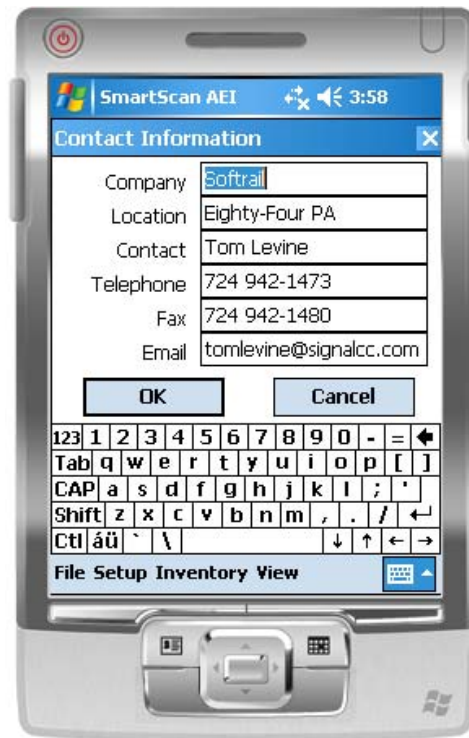 SmartScan AEI 3:58
Contact Information
Company Softrail
Location Eighty-Four PA
Contact Tom Levine
Telephone 724 942-1473
Fax 724 942-1480
Email tomlevine@signalcc.com
OK Cancel
123 1 2 3 4 5 6 7 8 9 0 - =
Tab q w e r t y u i o p [ ]
CAP a s d f g h j k l ; '
Shift z x c v b n m , . /
Ctl áü ` \
File Setup Inventory View